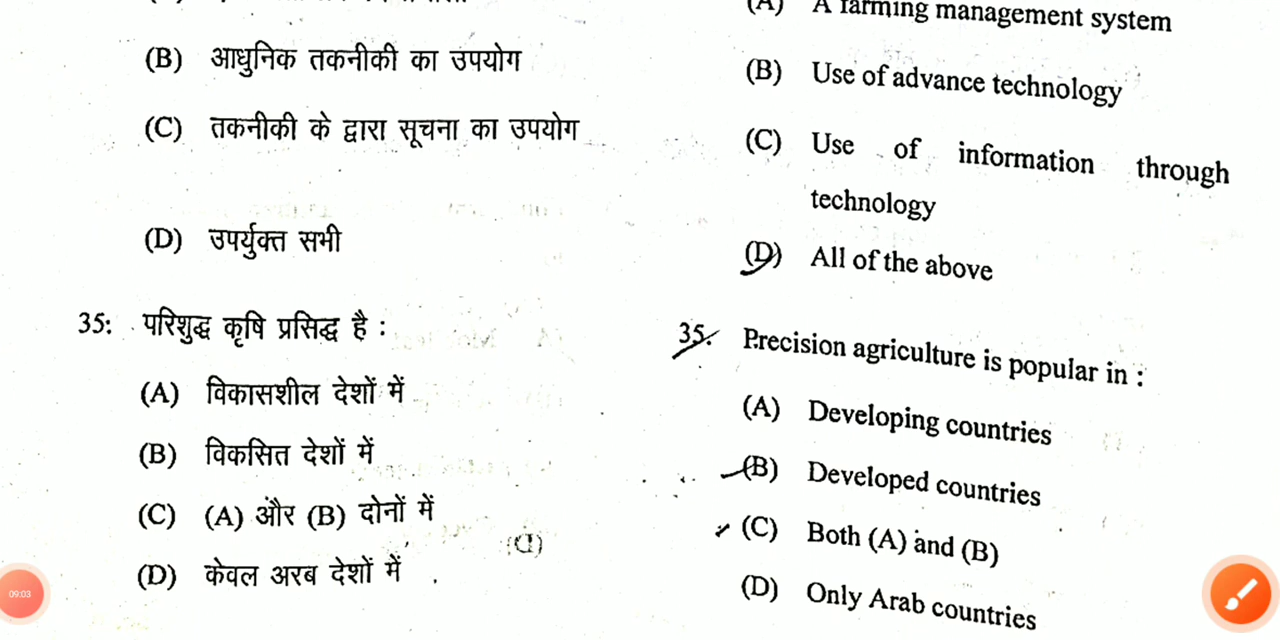 (B) आधुनिक तकनीकी का उपयोग
(C) तकनीकी के द्वारा सूचना का उपयोग
(D) उपर्युक्त सभी
35: परिशुद्ध कृषि प्रसिद्ध है :
(A) विकासशील देशों में
(B) विकसित देशों में
(C) (A) और (B) दोनों में
(D) केवल अरब देशों में
(A) A farming management system
(B) Use of advance technology
(C) Use of information through
technology
(D) All of the above
35. Precision agriculture is popular in :
(A) Developing countries
(B) Developed countries
(C) Both (A) and (B)
(D) Only Arab countries
09:03